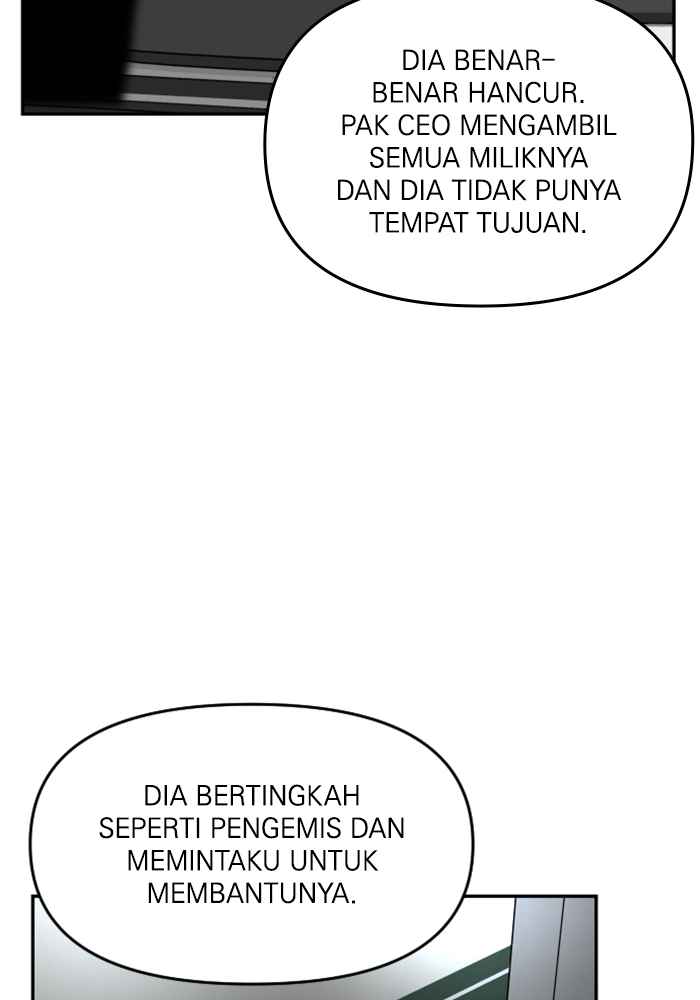 DIA BENAR-
BENAR HANCUR.
PAK CEO MENGAMBIL
SEMUA MILIKNYA
DAN DIA TIDAK PUNYA
TEMPAT TUJUAN.
DIA BERTINGKAH
SEPERTI PENGEMIS DAN
MEMINTAKU UNTUK
MEMBANTUNYA.